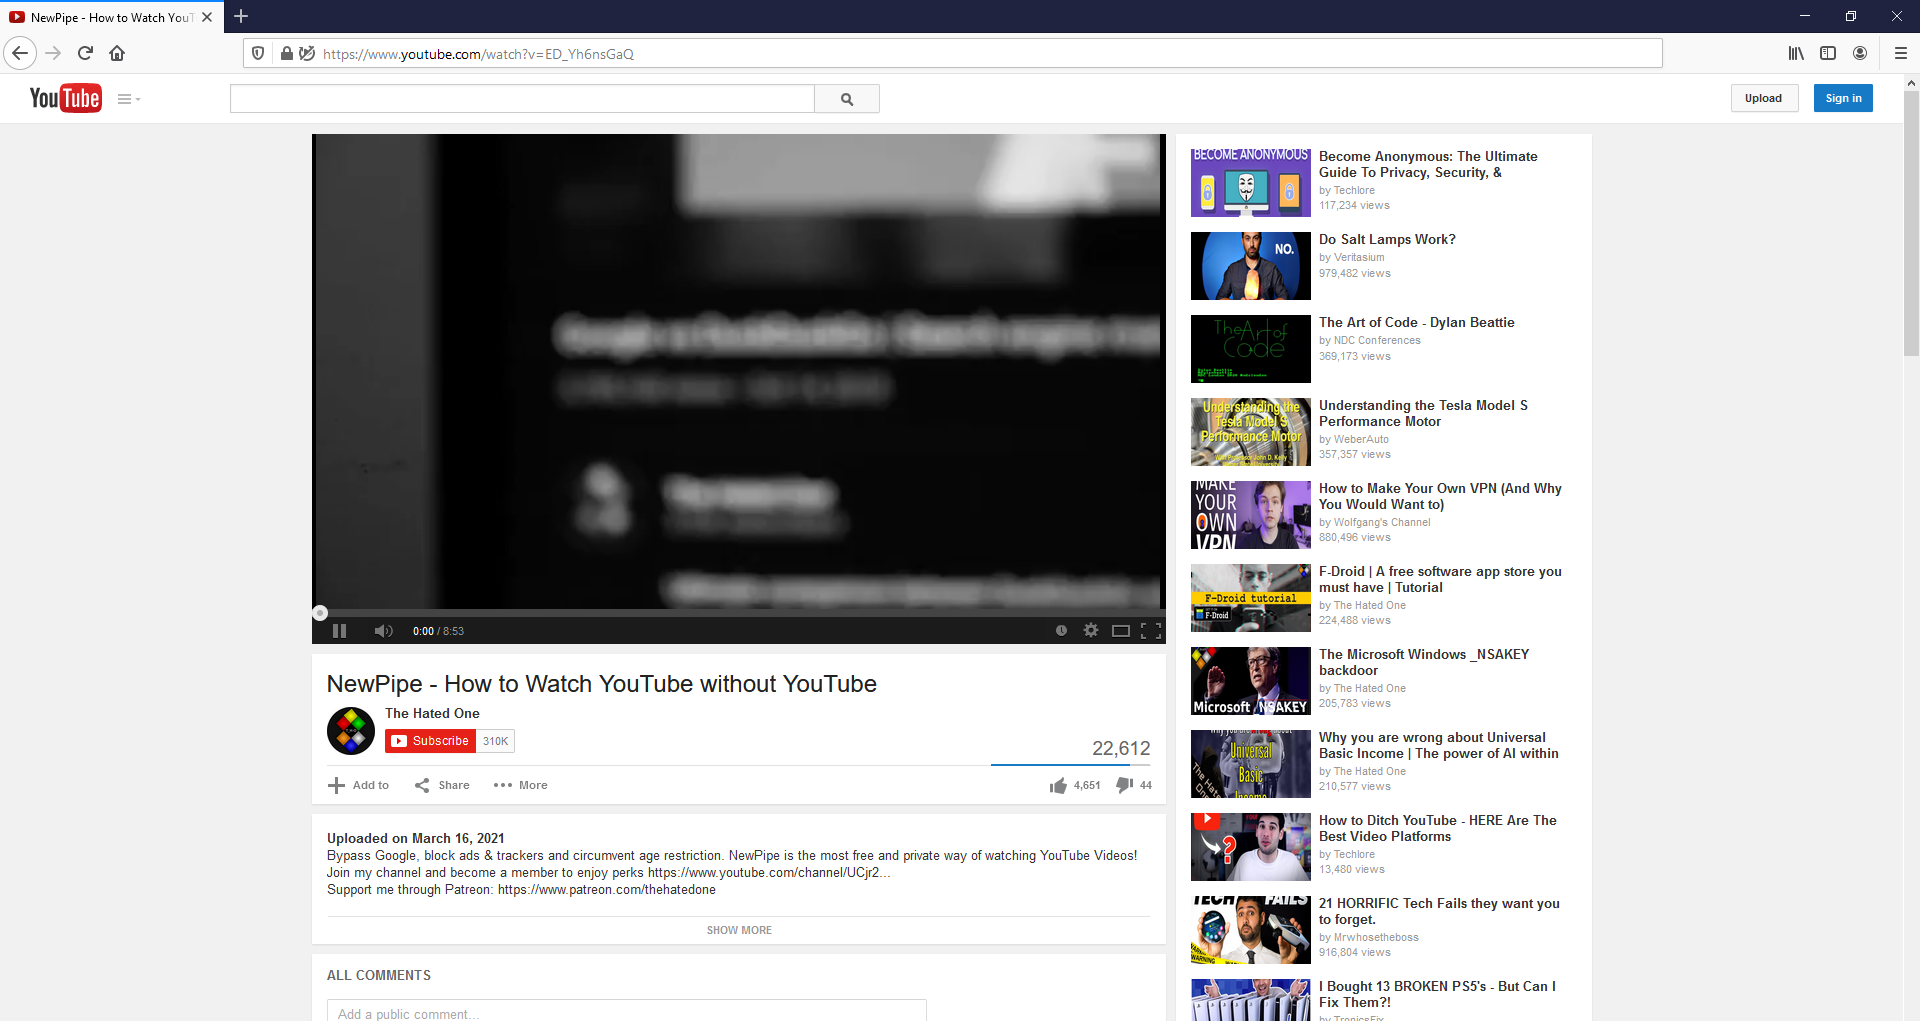 NewPipe - How to Watch YouT
https://www.youtube.com/watch?v=ED_Yh6nsGaQ
YouTube
Upload
Sign in
0:00 / 8:53
NewPipe - How to Watch YouTube without YouTube
The Hated One
Subscribe 310K
22,612
Add to Share More 4,651 44
Uploaded on March 16, 2021
Bypass Google, block ads & trackers and circumvent age restriction. NewPipe is the most free and private way of watching YouTube Videos!
Join my channel and become a member to enjoy perks https://www.youtube.com/channel/UCjr2...
Support me through Patreon: https://www.patreon.com/thehatedone
SHOW MORE
ALL COMMENTS
Add a public comment...
BECOME ANONYMOUS
Become Anonymous: The Ultimate
Guide To Privacy, Security, &
by Techlore
117,234 views
NO.
Do Salt Lamps Work?
by Veritasium
979,482 views
The Art of
Code
The Art of Code - Dylan Beattie
by NDC Conferences
369,173 views
Understanding the
Tesla Model S
Performance Motor
Understanding the Tesla Model S
Performance Motor
by WeberAuto
357,357 views
MAKE
YOUR
OWN
VPN
How to Make Your Own VPN (And Why
You Would Want to)
by Wolfgang's Channel
880,496 views
F-Droid tutorial
F-Droid
F-Droid | A free software app store you
must have | Tutorial
by The Hated One
224,488 views
Microsoft _NSAKEY
The Microsoft Windows _NSAKEY
backdoor
by The Hated One
205,783 views
Universal
Basic
Income
The Hated One
Why you are wrong about Universal
Basic Income | The power of AI within
by The Hated One
210,577 views
?
How to Ditch YouTube - HERE Are The
Best Video Platforms
by Techlore
13,480 views
TECH FAILS
WARNING
21 HORRIFIC Tech Fails they want you
to forget.
by Mrwhosetheboss
916,804 views
I Bought 13 BROKEN PS5's - But Can I
Fix Them?!
by TronicsFix